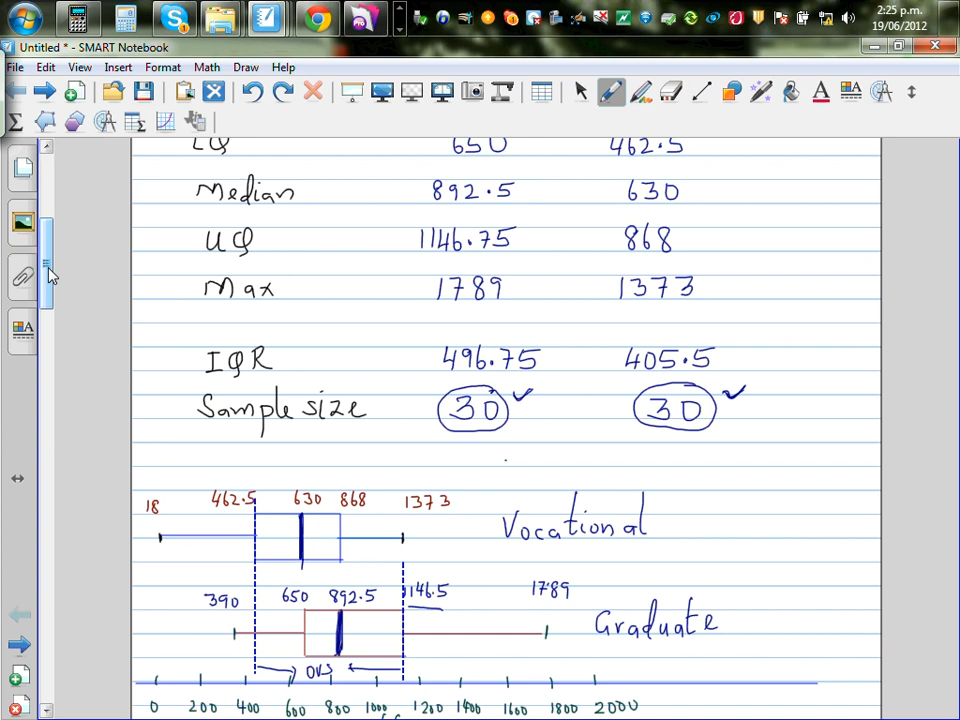 2:25 p.m.
19/06/2012
Untitled * - SMART Notebook
File Edit View Insert Format Math Draw Help
LQ 650 462.5
Median 892.5 630
UQ 1146.75 868
Max 1789 1373
IQR 496.75 405.5
Sample size 30 30
18 462.5 630 868 1373
Vocational
390 650 892.5 1146.5 1789
Graduate
OVS
0 200 400 600 800 1000 1200 1400 1600 1800 2000